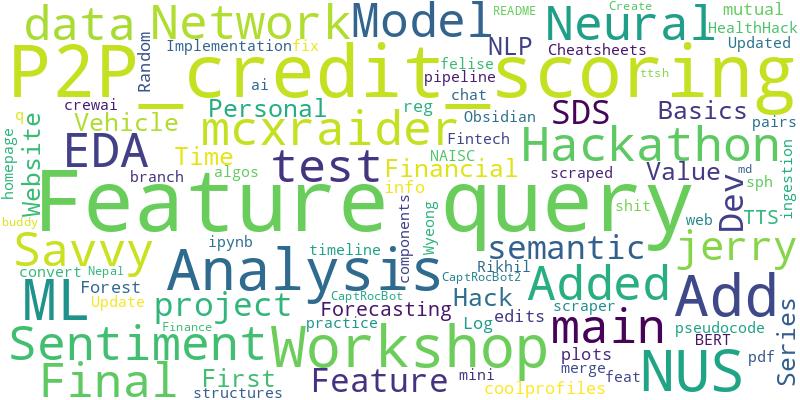 data Network Model Neural Create mutual
README HealthHack
Implementation fix NLP Cheatsheets Updated
Random
P2P_credit_scoring
felise
ai pipeline ttsh
crewai Personal reg chat Obsidian SDS Basics pairs
q Vehicle mcxraider Fintech Hackathon
homepage Website EDA Time test NAISC Financial scraped Value ingestion
branch algos info components md sph
Feature query Dev
buddy Wyeong shit web TTS
Savvy ipynb timeline semantic jerry
convert Nepal Analysis Rikhil Added Add
ML Forest CaptRocBot2
Update project CaptRocBot Forecasting Hack scraper
Finance practice Log edits main pseudocode Series
Sentiment Workshop BERT
plots merge pdf
Final First Feature mini feat NUS
structures coolprofiles